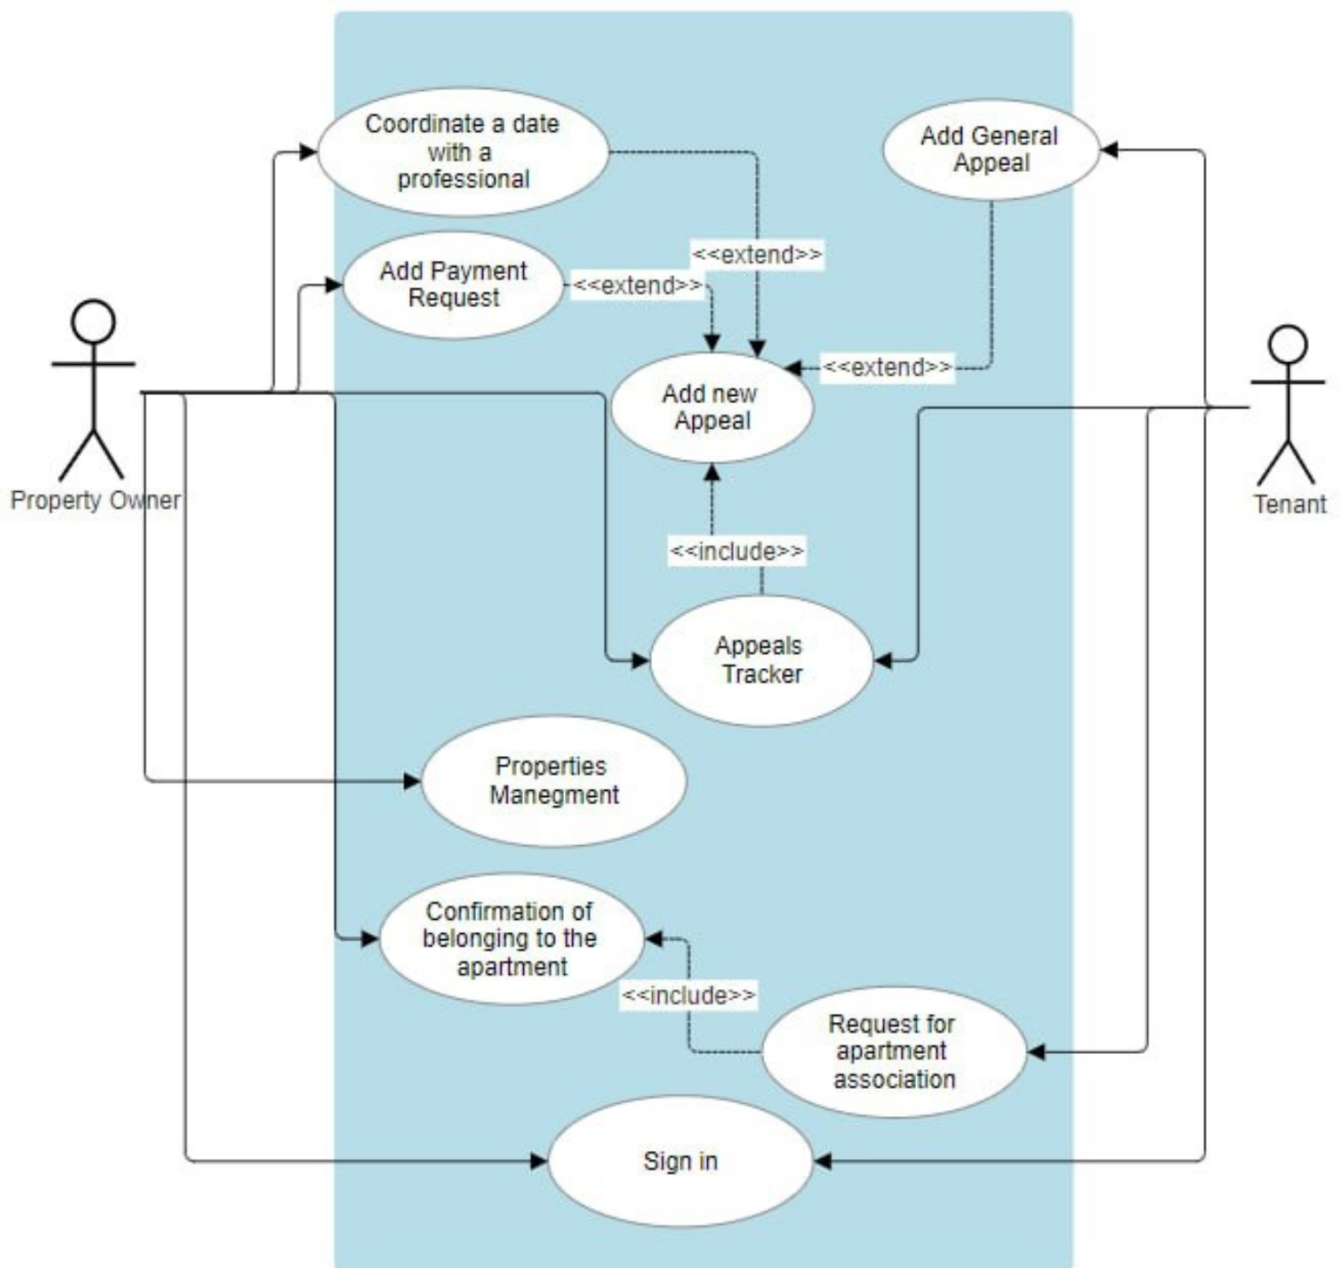 Coordinate a date
with a
professional
Add General
Appeal
<<extend>>
Add Payment
Request
<<extend>>
<<extend>>
Add new
Appeal
Property Owner
Tenant
<<include>>
Appeals
Tracker
Properties
Manegment
Confirmation of
belonging to the
apartment
<<include>>
Request for
apartment
association
Sign in